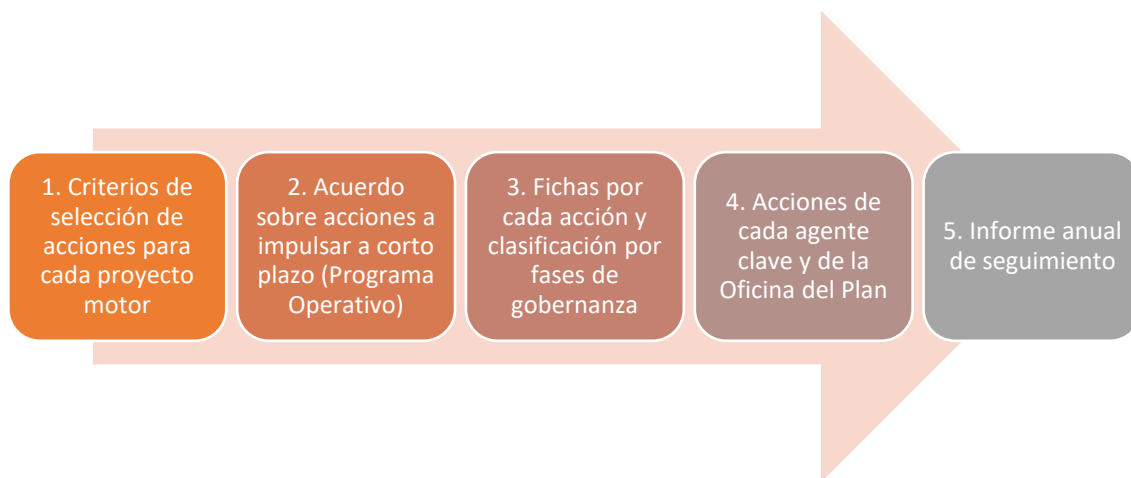 1. Criterios de
selección de
acciones para
cada proyecto
motor
2. Acuerdo
sobre acciones a
impulsar a corto
plazo (Programa
Operativo)
3. Fichas por
cada acción y
clasificación por
fases de
gobernanza
4. Acciones de
cada agente
clave y de la
Oficina del Plan
5. Informe anual
de seguimiento